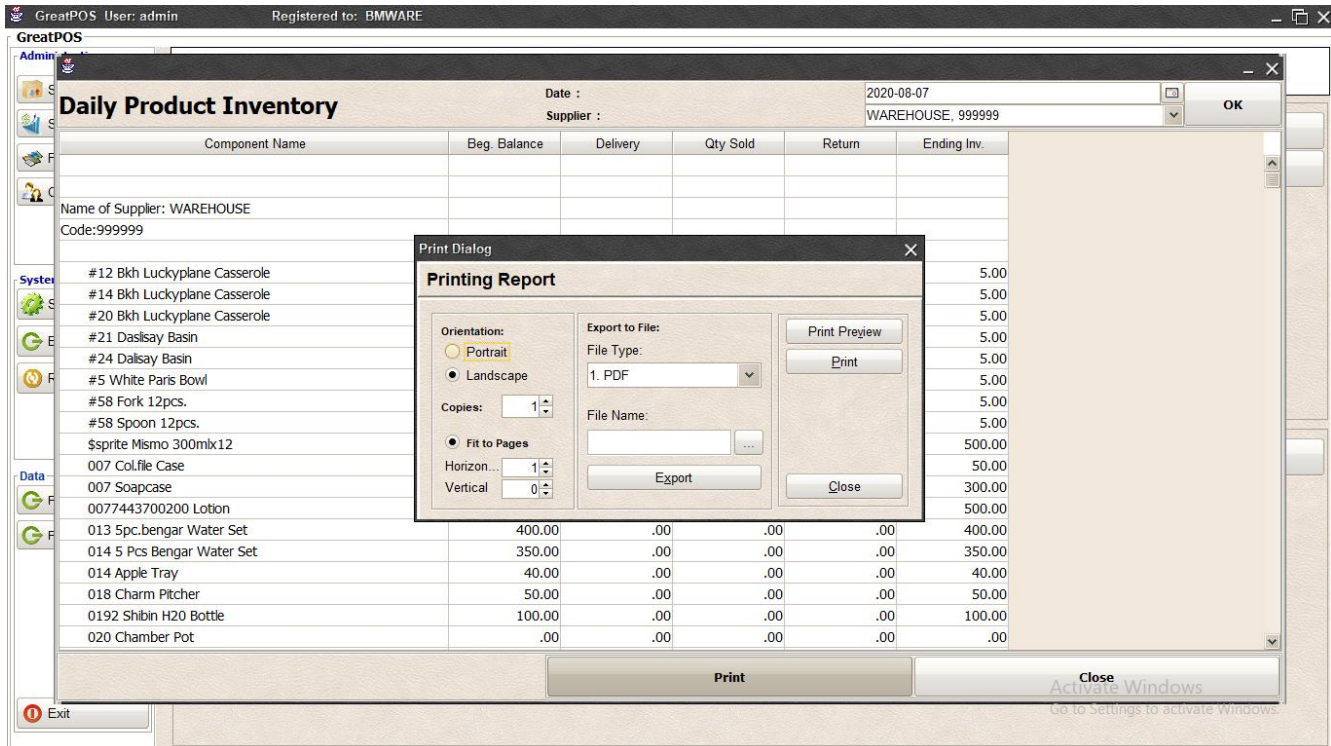 GreatPOS User: admin Registered to: BMWARE
GreatPOS
Daily Product Inventory
Date :
2020-08-07
Supplier :
WAREHOUSE, 999999
OK
Component Name Beg. Balance Delivery Qty Sold Return Ending Inv.
Name of Supplier: WAREHOUSE
Code:999999
#12 Bkh Luckyplane Casserole 5.00
#14 Bkh Luckyplane Casserole 5.00
#20 Bkh Luckyplane Casserole 5.00
#21 Daslisay Basin 5.00
#24 Dalisay Basin 5.00
#5 White Paris Bowl 5.00
#58 Fork 12pcs. 5.00
#58 Spoon 12pcs. 5.00
$sprite Mismo 300mlx12 500.00
007 Col.file Case 50.00
007 Soapcase 300.00
0077443700200 Lotion 500.00
013 5pc.bengar Water Set 400.00 .00 .00 .00 400.00
014 5 Pcs Bengar Water Set 350.00 .00 .00 .00 350.00
014 Apple Tray 40.00 .00 .00 .00 40.00
018 Charm Pitcher 50.00 .00 .00 .00 50.00
0192 Shibin H20 Bottle 100.00 .00 .00 .00 100.00
020 Chamber Pot .00 .00 .00 .00 .00
Print Dialog
Printing Report
Orientation:
Portrait
Landscape
Copies: 1
Fit to Pages
Horizon... 1
Vertical 0
Export to File:
File Type:
1. PDF
File Name:
...
Export
Print Preview
Print
Close
Print
Close
Data
Exit
Activate Windows
Go to Settings to activate Windows.